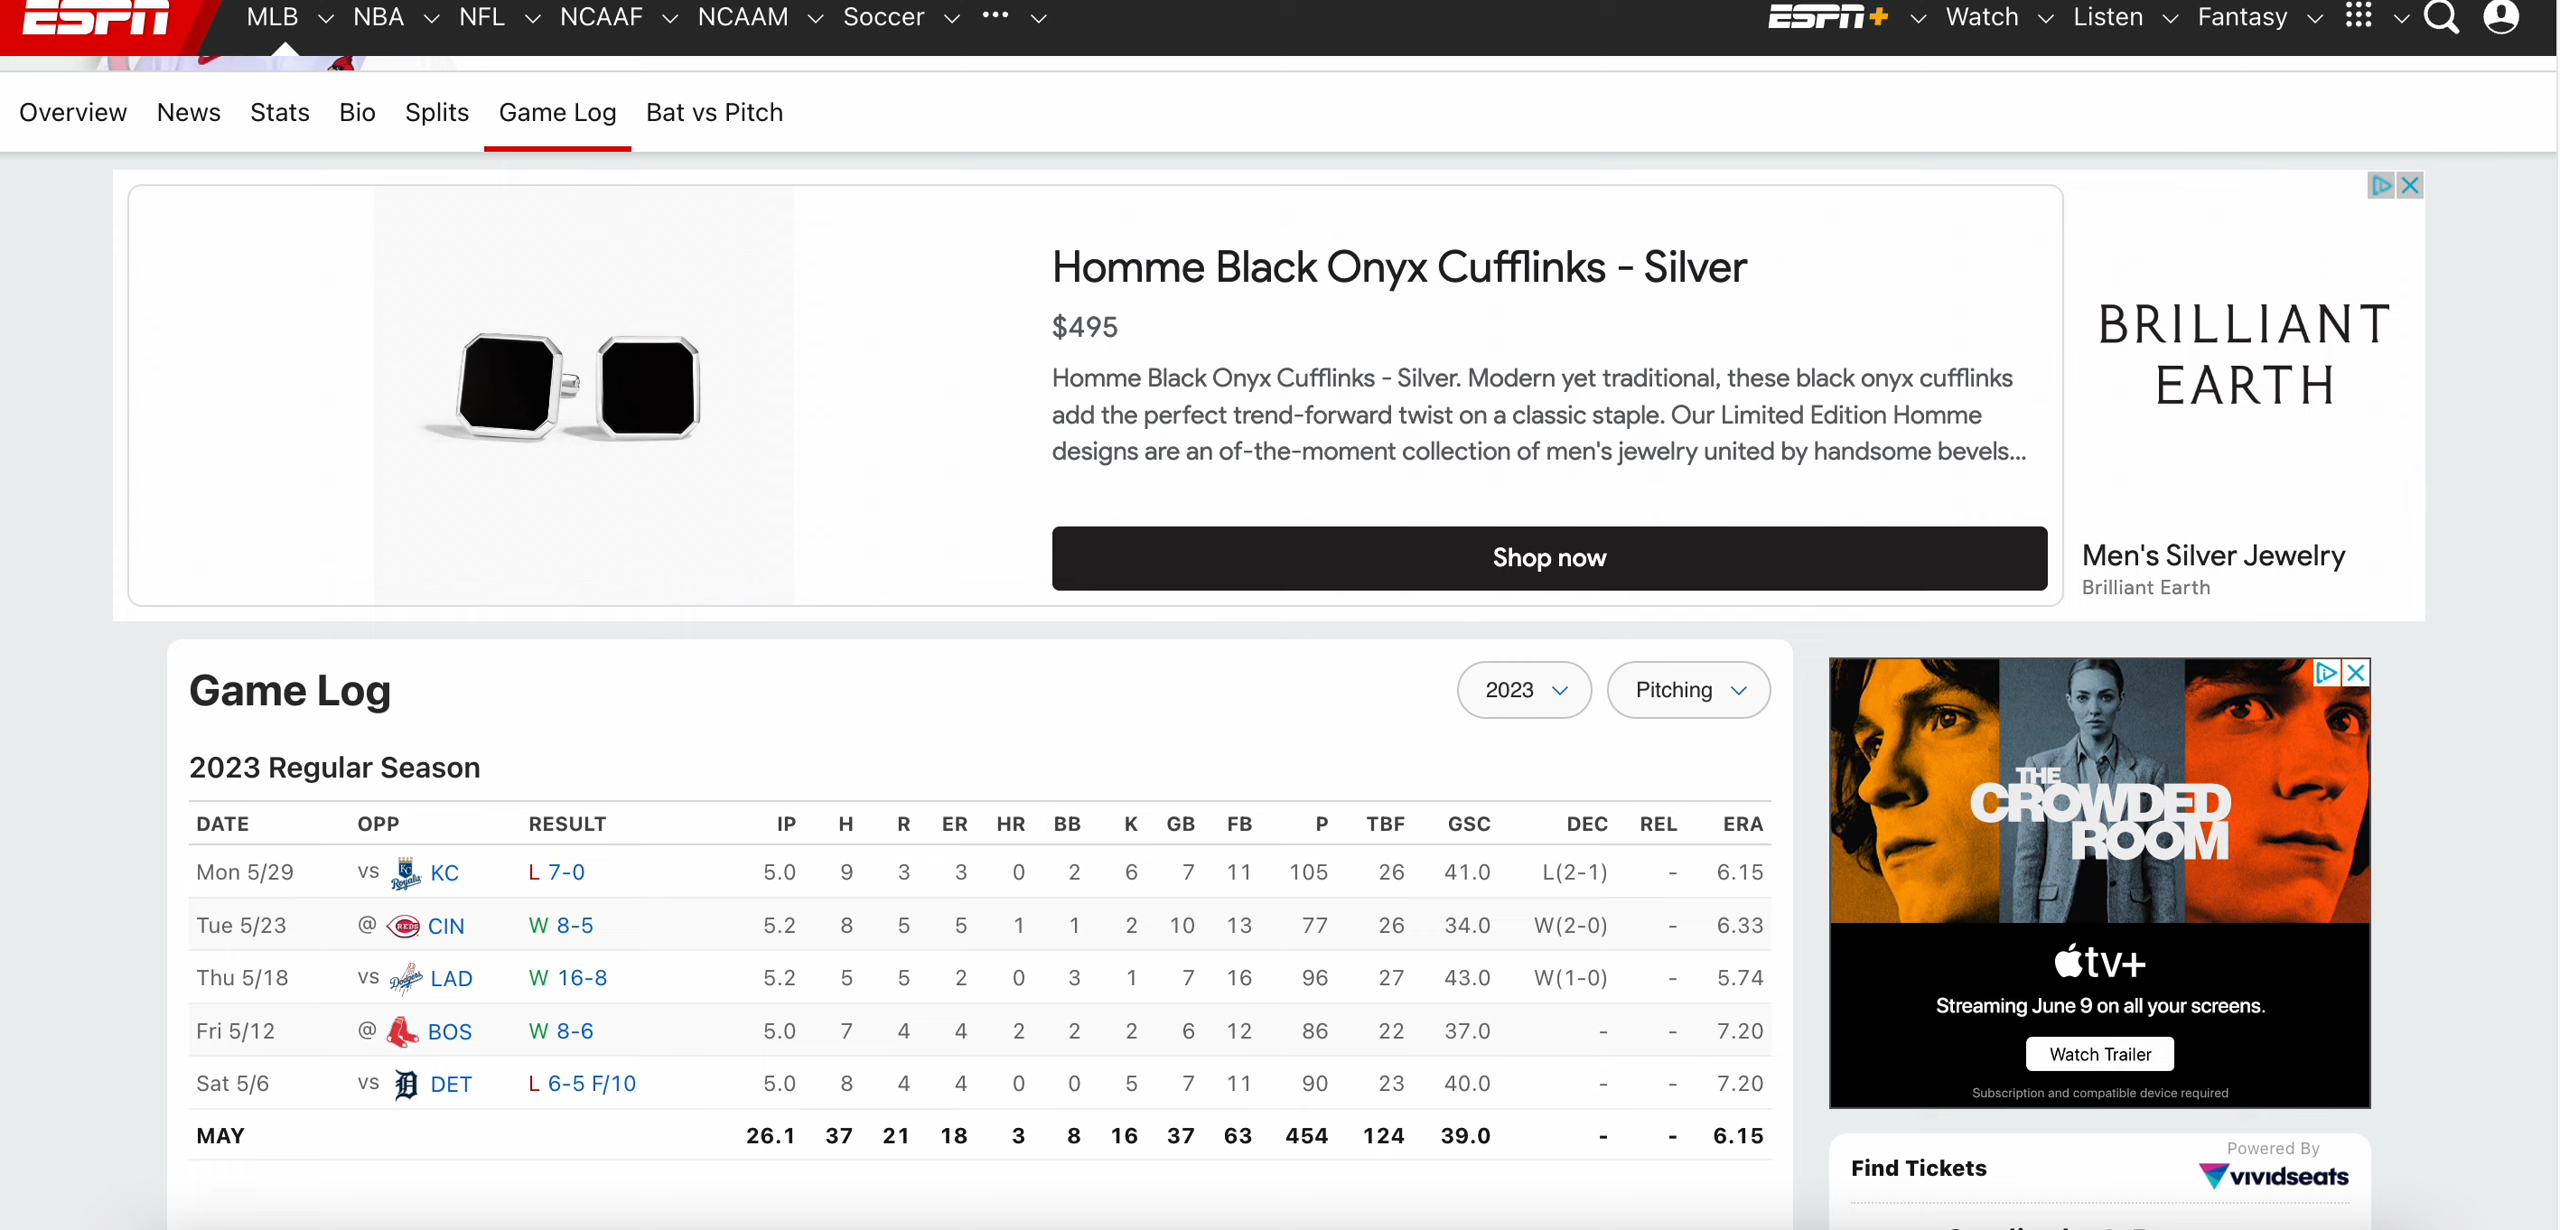 ESPN MLB NBA NFL NCAAF NCAAM Soccer ••• ESPN+ Watch Listen Fantasy
Overview News Stats Bio Splits Game Log Bat vs Pitch
Homme Black Onyx Cufflinks - Silver
$495
Homme Black Onyx Cufflinks - Silver. Modern yet traditional, these black onyx cufflinks
add the perfect trend-forward twist on a classic staple. Our Limited Edition Homme
designs are an of-the-moment collection of men's jewelry united by handsome bevels...
Shop now
BRILLIANT
EARTH
Men's Silver Jewelry
Brilliant Earth
Game Log
2023 Pitching
2023 Regular Season
DATE OPP RESULT IP H R ER HR BB K GB FB P TBF GSC DEC REL ERA
Mon 5/29 vs KC Royals KC L 7-0 5.0 9 3 3 0 2 6 7 11 105 26 41.0 L(2-1) - 6.15
Tue 5/23 @ REDS CIN W 8-5 5.2 8 5 5 1 1 2 10 13 77 26 34.0 W(2-0) - 6.33
Thu 5/18 vs Dodgers LAD W 16-8 5.2 5 5 2 0 3 1 7 16 96 27 43.0 W(1-0) - 5.74
Fri 5/12 @ BOS W 8-6 5.0 7 4 4 2 2 2 6 12 86 22 37.0 - - 7.20
Sat 5/6 vs D DET L 6-5 F/10 5.0 8 4 4 0 0 5 7 11 90 23 40.0 - - 7.20
MAY 26.1 37 21 18 3 8 16 37 63 454 124 39.0 - - 6.15
THE
CROWDED
ROOM
tv+
Streaming June 9 on all your screens.
Watch Trailer
Subscription and compatible device required
Find Tickets
Powered By
vividseats